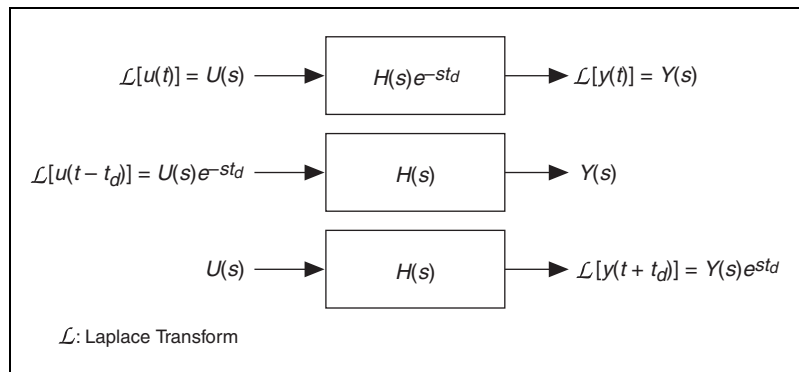 ℒ[u(t)] = U(s) H(s)e^{–st_d} ℒ[y(t)] = Y(s)
ℒ[u(t – t_d)] = U(s)e^{–st_d} H(s) Y(s)
U(s) H(s) ℒ[y(t + t_d)] = Y(s)e^{st_d}
ℒ: Laplace Transform